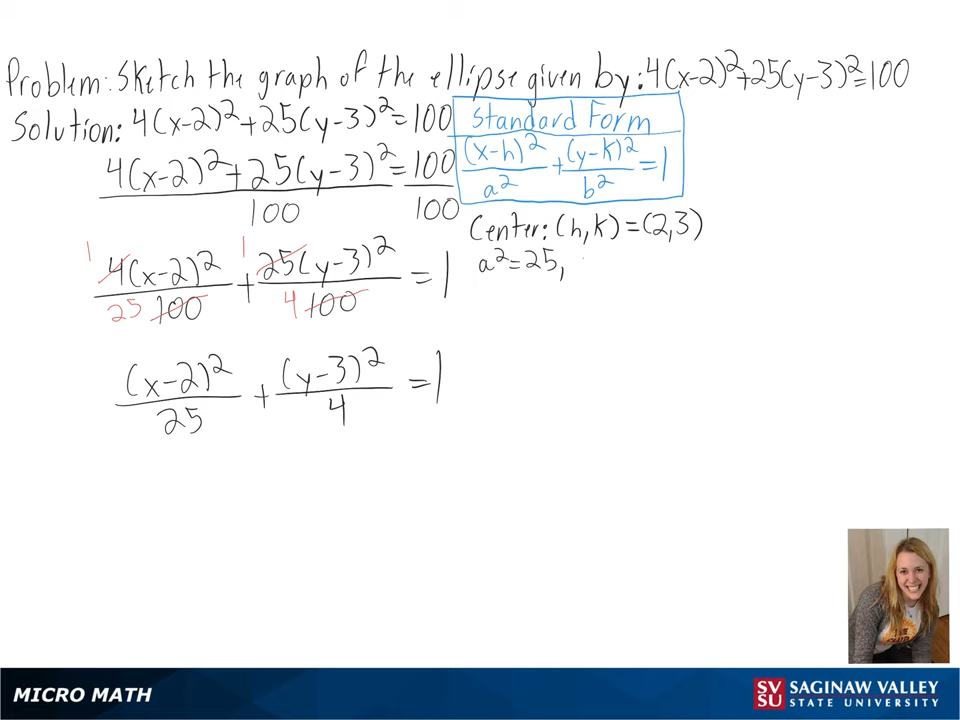 Problem: Sketch the graph of the ellipse given by: 4(x-2)²+25(y-3)²=100
Solution: 4(x-2)²+25(y-3)²=100
4(x-2)²+25(y-3)²=100
100 100
1 1
4(x-2)² + 25(y-3)² = 1
25 100 4 100
(x-2)² + (y-3)² = 1
25 4
Standard Form
(x-h)² + (y-k)² = 1
a² b²
Center: (h,k)=(2,3)
a²=25,
MICRO MATH
SV SU SAGINAW VALLEY
STATE UNIVERSITY